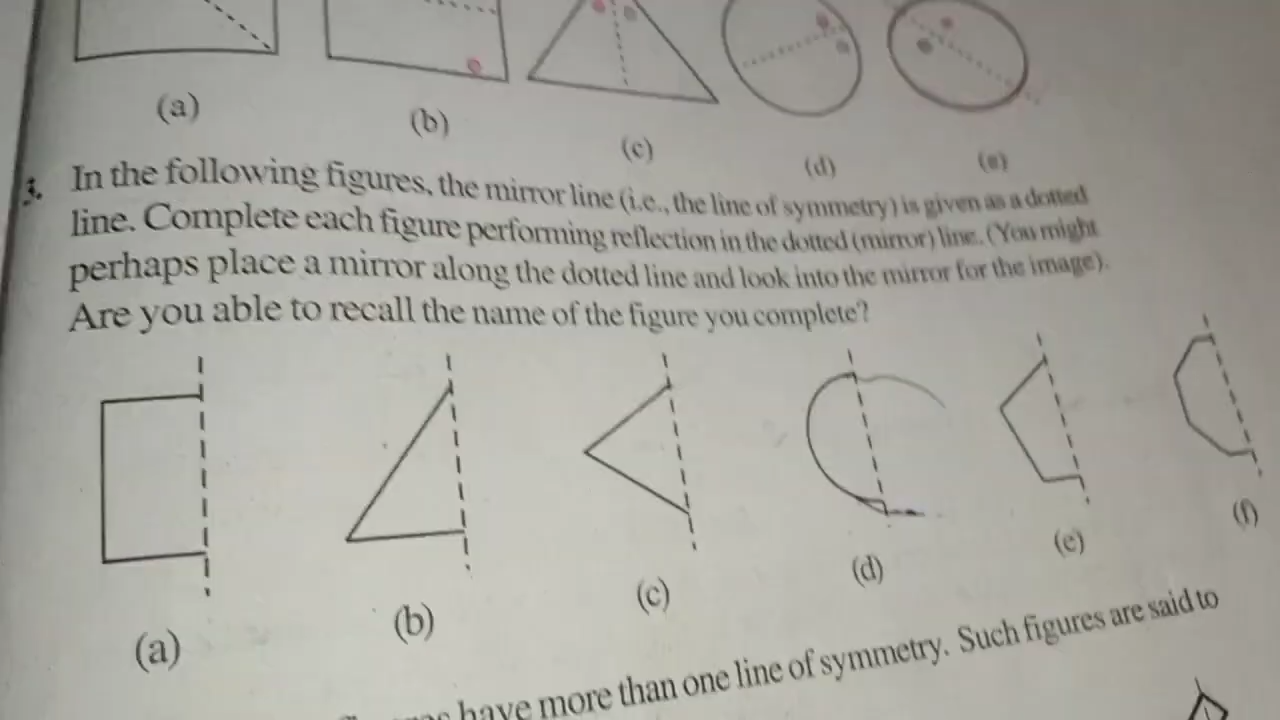 (a)
(b)
(c)
(d)
(e)
3. In the following figures, the mirror line (i.e., the line of symmetry) is given as a dotted
line. Complete each figure performing reflection in the dotted (mirror) line. (You might
perhaps place a mirror along the dotted line and look into the mirror for the image).
Are you able to recall the name of the figure you complete?
(a)
(b)
(c)
(d)
(e)
(f)
have more than one line of symmetry. Such figures are said to